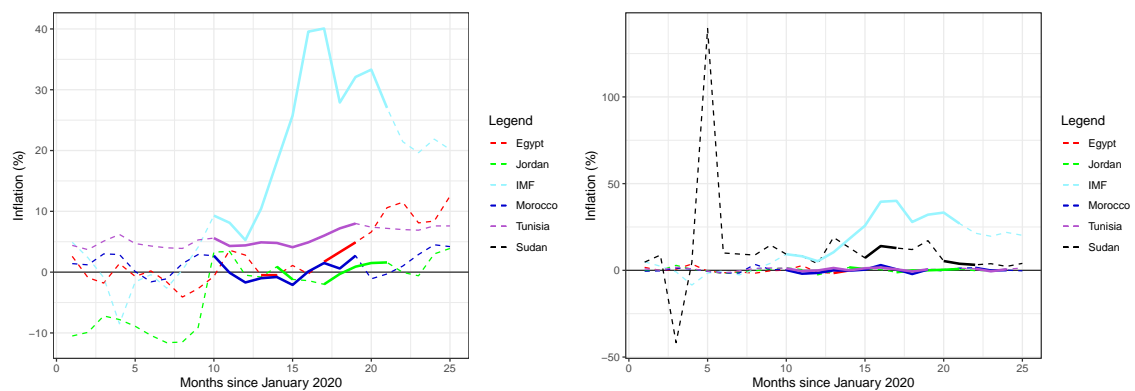 Inflation (%)
40
30
20
10
0
−10
0
5
10
15
20
25
Months since January 2020
Legend
Egypt
Jordan
IMF
Morocco
Tunisia
Inflation (%)
100
50
0
−50
0
5
10
15
20
25
Months since January 2020
Legend
Egypt
Jordan
IMF
Morocco
Tunisia
Sudan